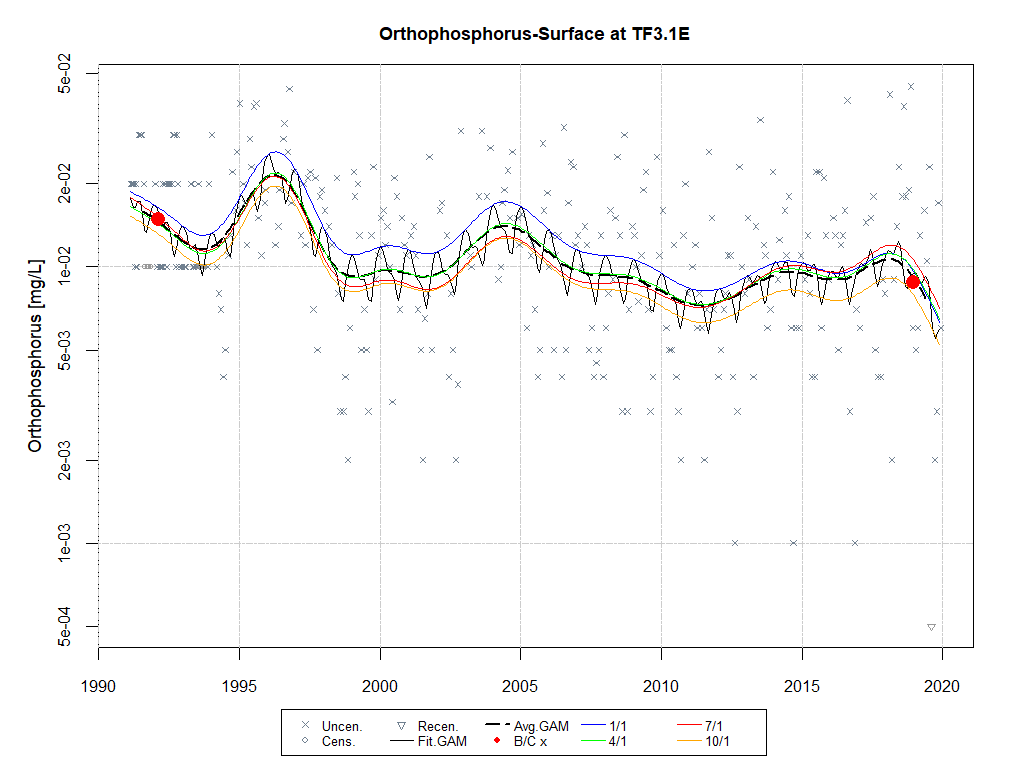 Orthophosphorus-Surface at TF3.1E
Orthophosphorus [mg/L]
5e-02
2e-02
1e-02
5e-03
2e-03
1e-03
5e-04
1990 1995 2000 2005 2010 2015 2020
Uncen. Recen. Avg.GAM 1/1 7/1
Cens. Fit.GAM B/C x 4/1 10/1